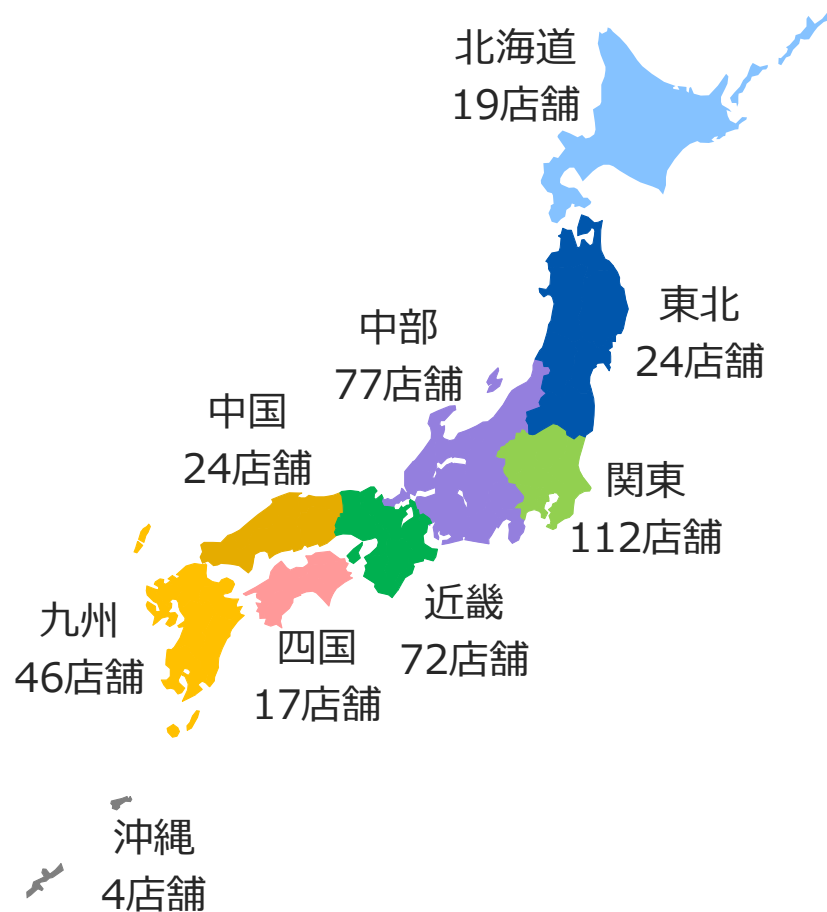 北海道
19店舗
東北
24店舗
中部
77店舗
中国
24店舗
関東
112店舗
近畿
72店舗
四国
17店舗
九州
46店舗
沖縄
4店舗